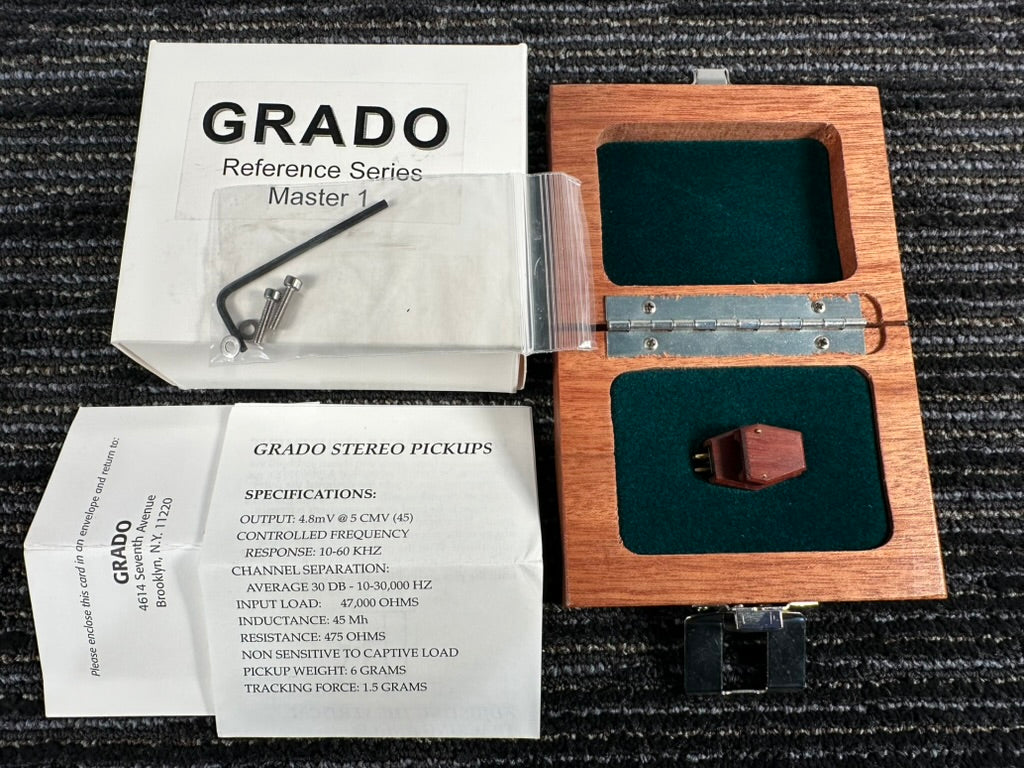 GRADO
Reference Series
Master 1
Please enclose this card in an envelope and return to:
GRADO
4614 Seventh Avenue
Brooklyn, N.Y. 11220
GRADO STEREO PICKUPS
SPECIFICATIONS:
OUTPUT: 4.8mV @ 5 CMV (45)
CONTROLLED FREQUENCY
RESPONSE: 10-60 KHZ
CHANNEL SEPARATION:
AVERAGE 30 DB - 10-30,000 HZ
INPUT LOAD: 47,000 OHMS
INDUCTANCE: 45 Mh
RESISTANCE: 475 OHMS
NON SENSITIVE TO CAPTIVE LOAD
PICKUP WEIGHT: 6 GRAMS
TRACKING FORCE: 1.5 GRAMS